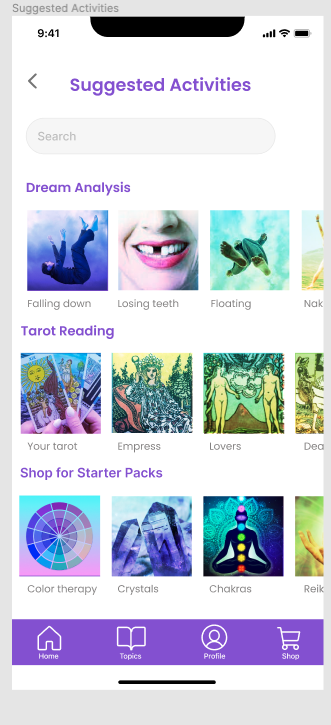 Suggested Activities
9:41
Suggested Activities
Search
Dream Analysis
Falling down Losing teeth Floating Nak
Tarot Reading
Your tarot Empress Lovers Dea
Shop for Starter Packs
Color therapy Crystals Chakras Reik
Home Topics Profile Shop